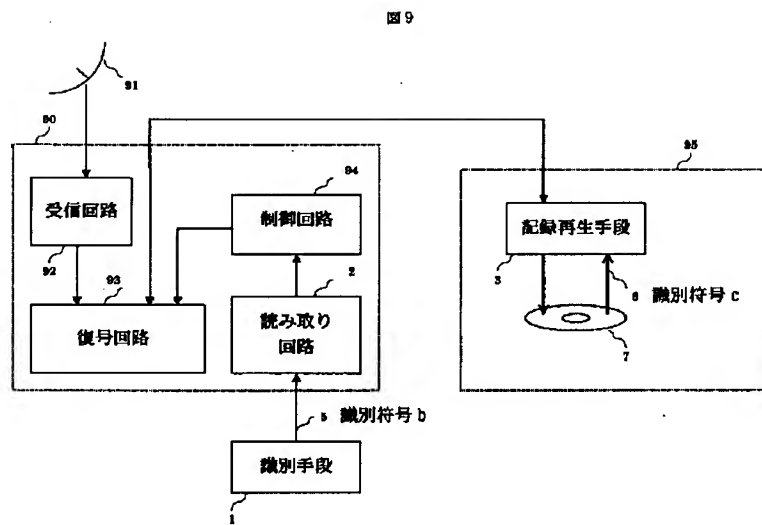 図9
91
90
95
94
受信回路
制御回路
記録再生手段
92
93
2
3
6 識別符号c
復号回路
読み取り
回路
7
5 識別符号b
識別手段
1